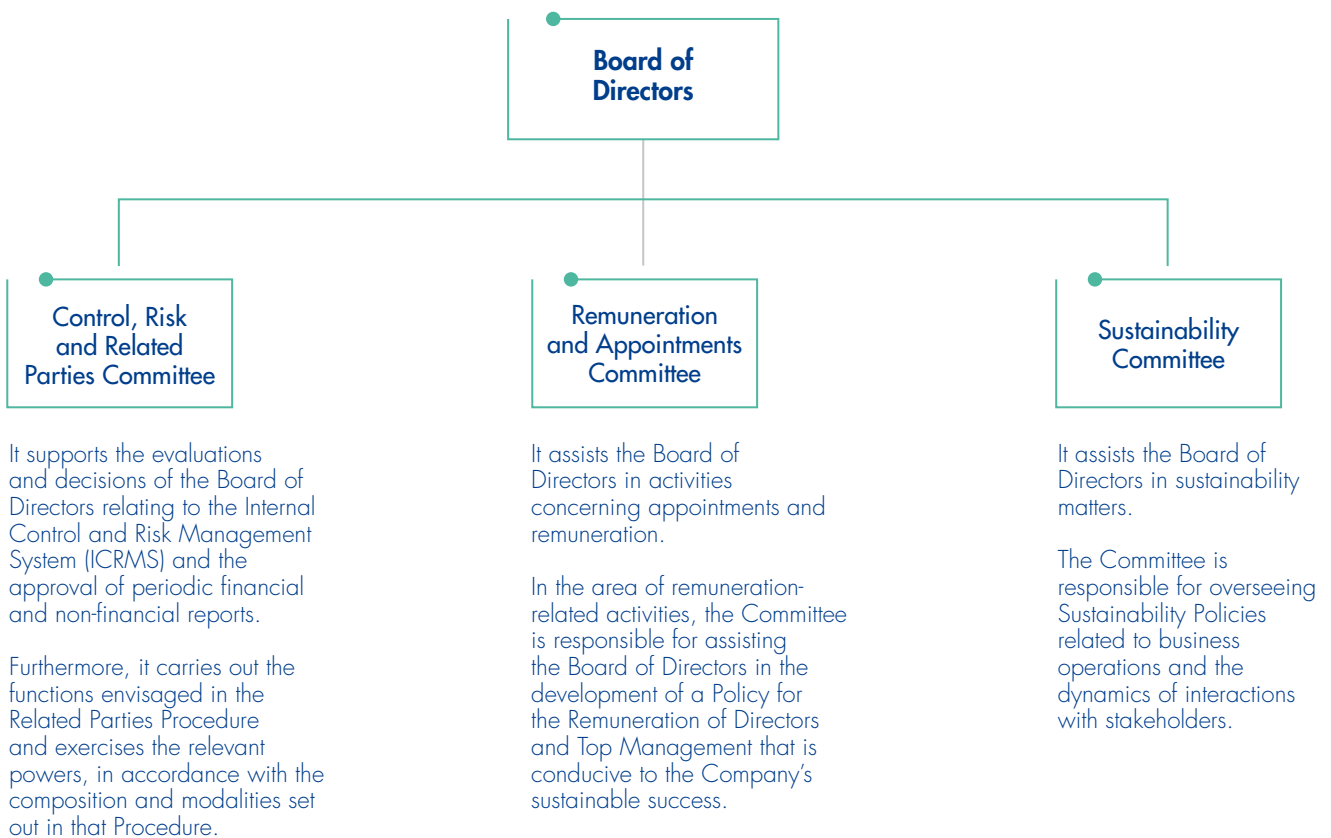 Board of
Directors
Control, Risk
and Related
Parties Committee
It supports the evaluations
and decisions of the Board of
Directors relating to the Internal
Control and Risk Management
System (ICRMS) and the
approval of periodic financial
and non-financial reports.
Furthermore, it carries out the
functions envisaged in the
Related Parties Procedure
and exercises the relevant
powers, in accordance with the
composition and modalities set
out in that Procedure.
Remuneration
and Appointments
Committee
It assists the Board of
Directors in activities
concerning appointments and
remuneration.
In the area of remuneration-
related activities, the Committee
is responsible for assisting
the Board of Directors in the
development of a Policy for
the Remuneration of Directors
and Top Management that is
conducive to the Company’s
sustainable success.
Sustainability
Committee
It assists the Board of
Directors in sustainability
matters.
The Committee is
responsible for overseeing
Sustainability Policies
related to business
operations and the
dynamics of interactions
with stakeholders.